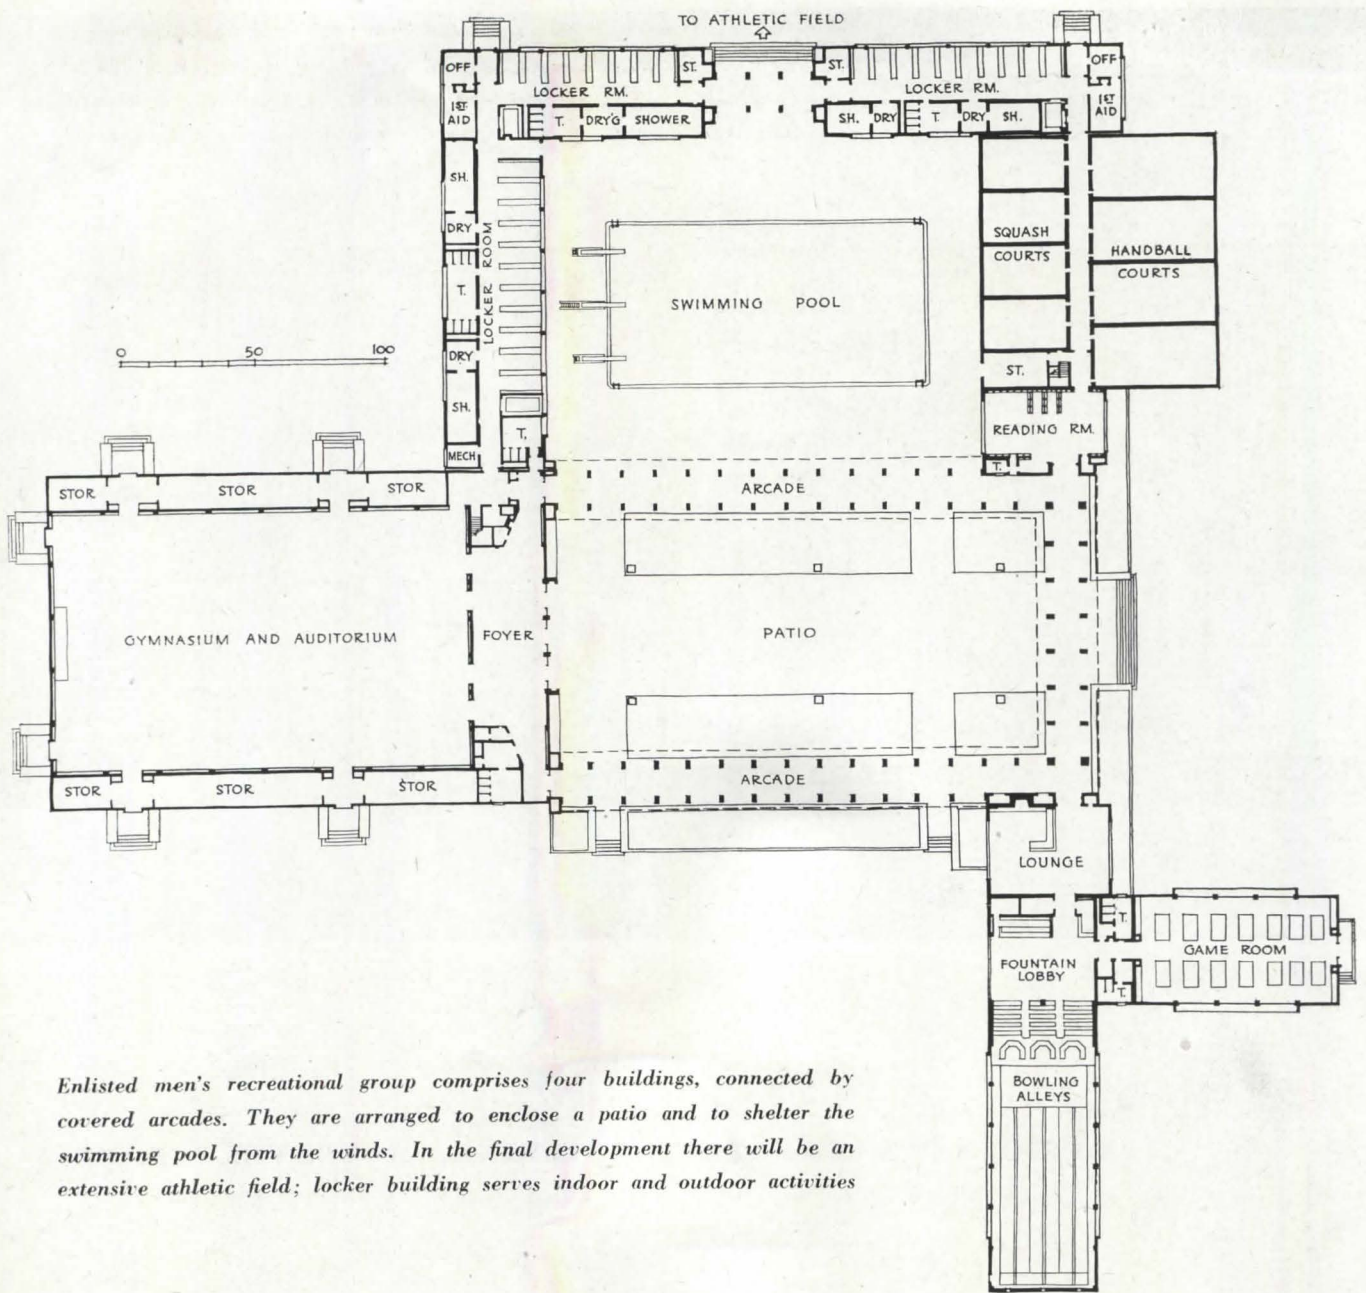 TO ATHLETIC FIELD
OFF
ST.
ST.
OFF
LOCKER RM.
LOCKER RM.
1ST
AID
1ST
AID
T.
DRY'G
SHOWER
SH.
DRY
T.
DRY
SH.
SH.
DRY
LOCKER ROOM
T.
DRY
SH.
MECH
T.
SWIMMING POOL
SQUASH
COURTS
HANDBALL
COURTS
0 50 100
ST.
READING RM.
T.
STOR
STOR
STOR
ARCADE
GYMNASIUM AND AUDITORIUM
FOYER
PATIO
STOR
STOR
STOR
ARCADE
LOUNGE
T.
FOUNTAIN
LOBBY
GAME ROOM
T.
BOWLING
ALLEYS
Enlisted men's recreational group comprises four buildings, connected by
covered arcades. They are arranged to enclose a patio and to shelter the
swimming pool from the winds. In the final development there will be an
extensive athletic field; locker building serves indoor and outdoor activities